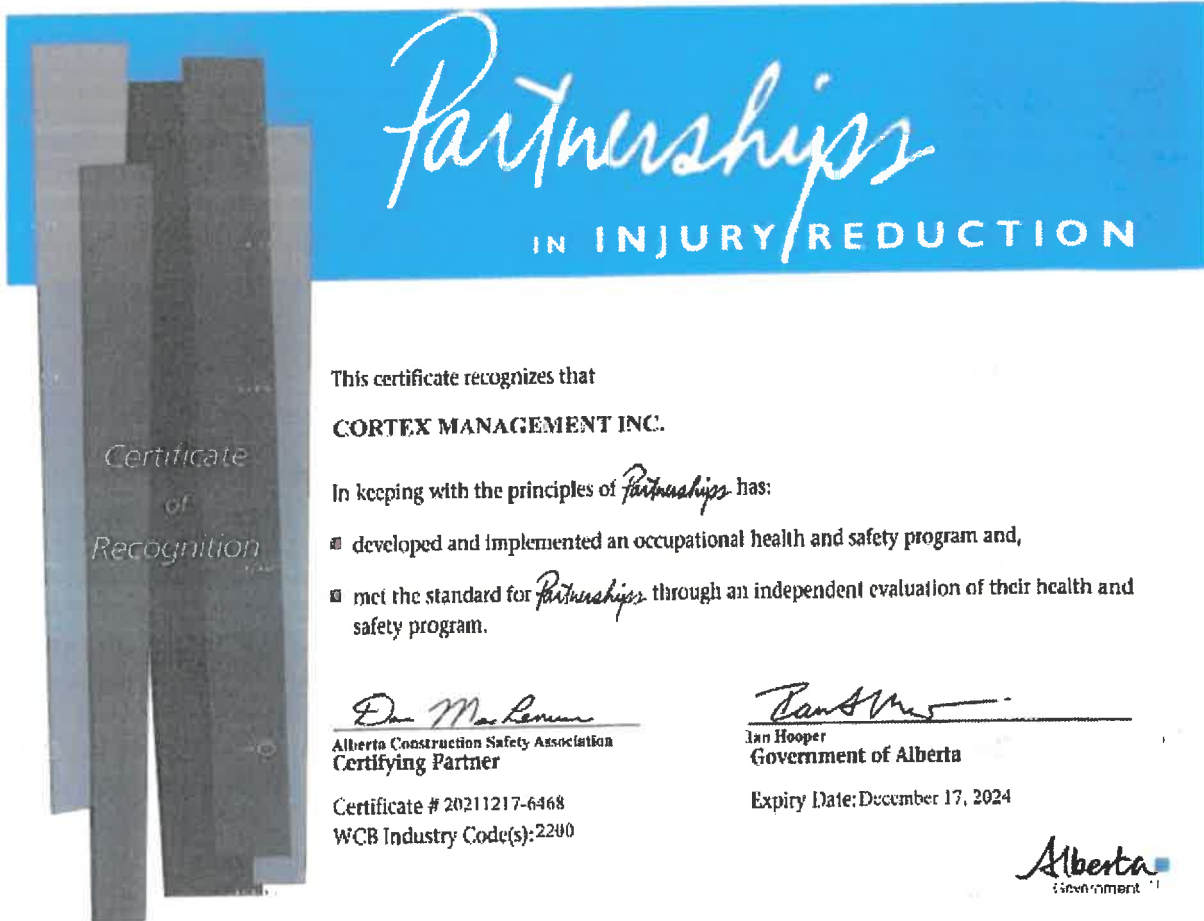 Partnerships
IN INJURY REDUCTION
Certificate
of
Recognition
This certificate recognizes that
CORTEX MANAGEMENT INC.
In keeping with the principles of Partnerships has:
developed and implemented an occupational health and safety program and,
met the standard for Partnerships through an independent evaluation of their health and
safety program.
Dan MacLennan
Alberta Construction Safety Association
Certifying Partner
Certificate # 20211217-6468
WCB Industry Code(s):2200
Ian Hooper
Government of Alberta
Expiry Date:December 17, 2024
Alberta
Government